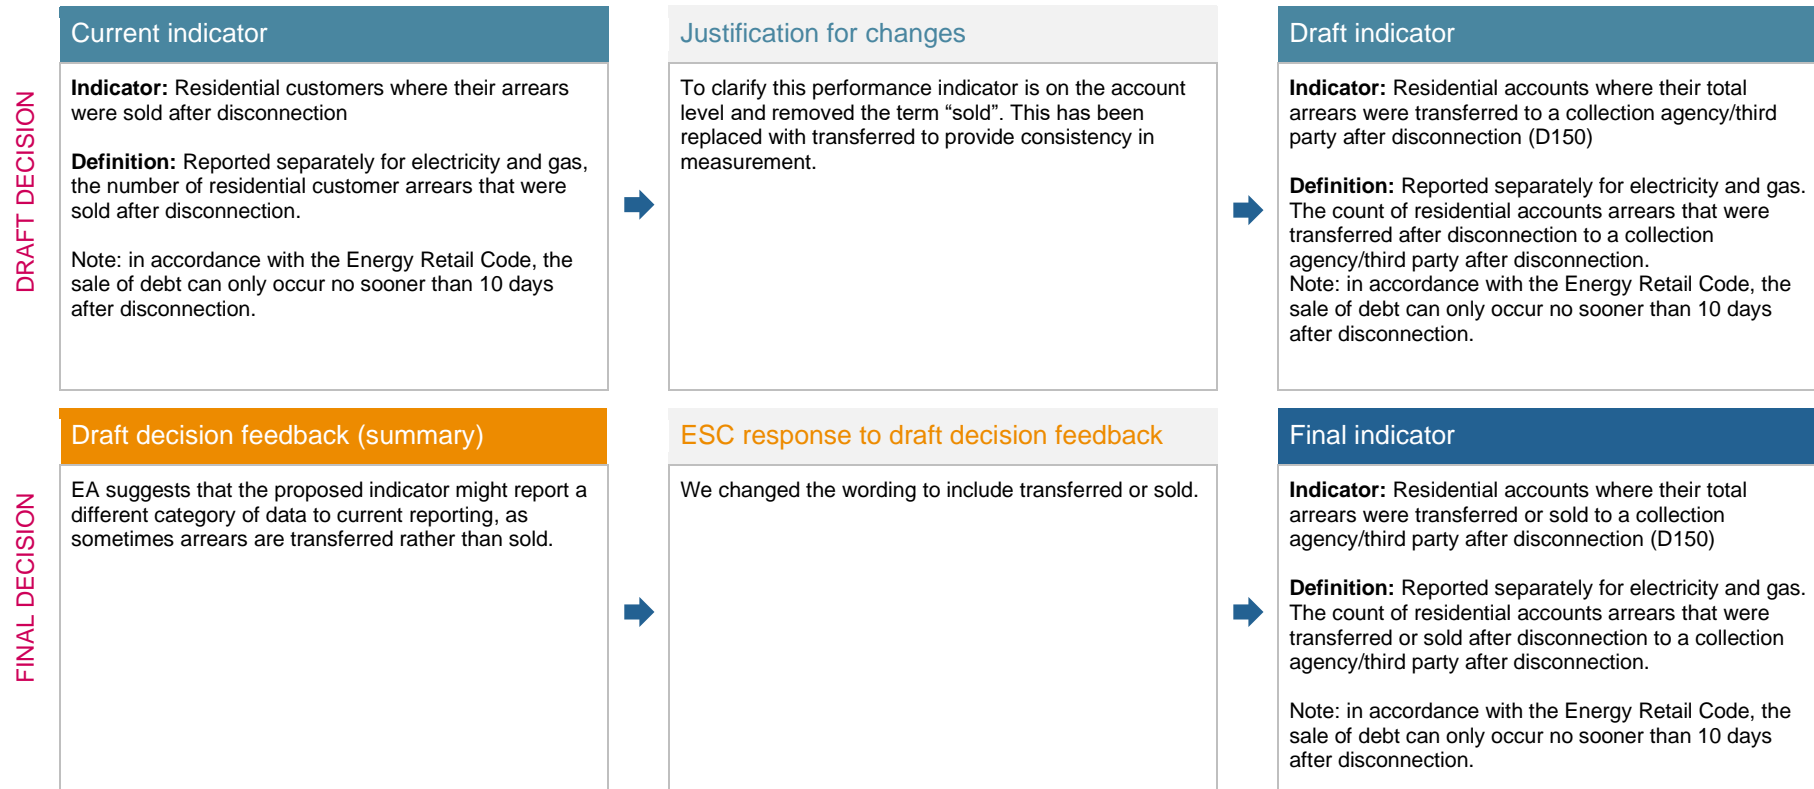 DRAFT DECISION
Current indicator
Indicator: Residential customers where their arrears
were sold after disconnection
Definition: Reported separately for electricity and gas,
the number of residential customer arrears that were
sold after disconnection.
Note: in accordance with the Energy Retail Code, the
sale of debt can only occur no sooner than 10 days
after disconnection.
Justification for changes
To clarify this performance indicator is on the account
level and removed the term “sold”. This has been
replaced with transferred to provide consistency in
measurement.
Draft indicator
Indicator: Residential accounts where their total
arrears were transferred to a collection agency/third
party after disconnection (D150)
Definition: Reported separately for electricity and gas.
The count of residential accounts arrears that were
transferred after disconnection to a collection
agency/third party after disconnection.
Note: in accordance with the Energy Retail Code, the
sale of debt can only occur no sooner than 10 days
after disconnection.
FINAL DECISION
Draft decision feedback (summary)
EA suggests that the proposed indicator might report a
different category of data to current reporting, as
sometimes arrears are transferred rather than sold.
ESC response to draft decision feedback
We changed the wording to include transferred or sold.
Final indicator
Indicator: Residential accounts where their total
arrears were transferred or sold to a collection
agency/third party after disconnection (D150)
Definition: Reported separately for electricity and gas.
The count of residential accounts arrears that were
transferred or sold after disconnection to a collection
agency/third party after disconnection.
Note: in accordance with the Energy Retail Code, the
sale of debt can only occur no sooner than 10 days
after disconnection.